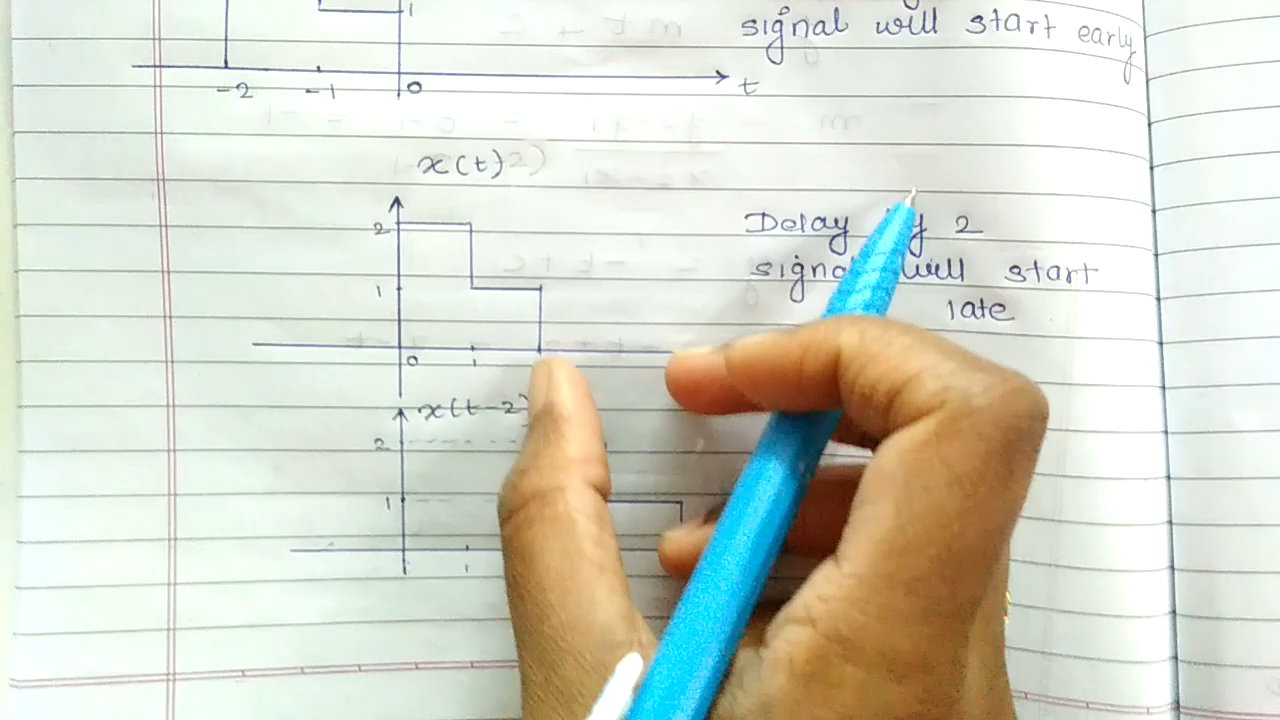 1
signal will start early
-2 -1 0 t
x(t)
2
Delay 2
1
signal will start
late
0 1
x(t-2)
2
1
1